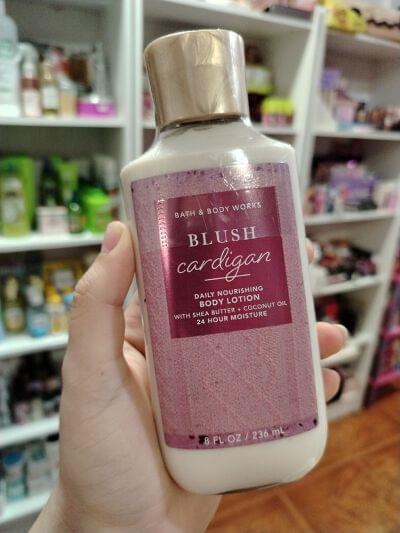 BATH & BODY WORKS
BLUSH
cardigan
DAILY NOURISHING
BODY LOTION
WITH SHEA BUTTER + COCONUT OIL
24 HOUR MOISTURE
8 FL OZ / 236 mL